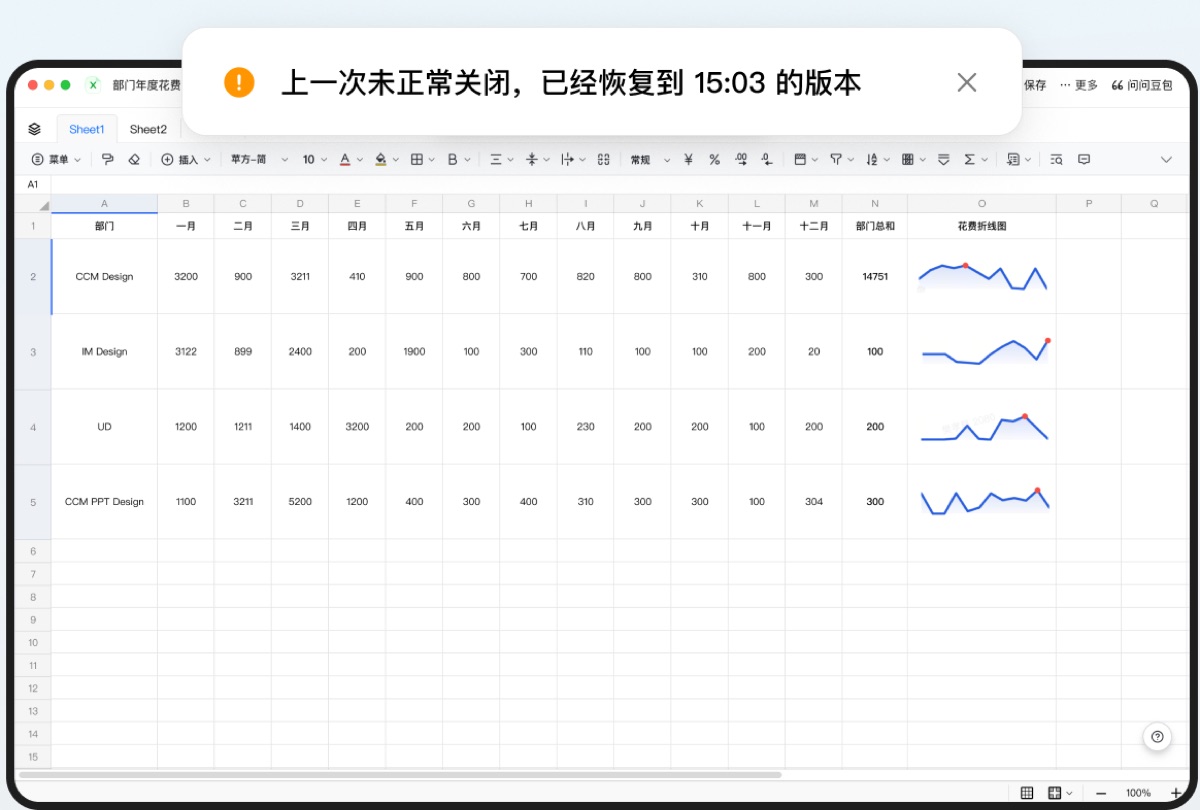 上一次未正常关闭，已经恢复到 15:03 的版本
部门年度花费
保存 ··· 更多 问问豆包
Sheet1 Sheet2
菜单 插入 苹方-简 10 A B 常规 ¥ % .00 .0 Σ
A1
A B C D E F G H I J K L M N O P Q
1 部门 一月 二月 三月 四月 五月 六月 七月 八月 九月 十月 十一月 十二月 部门总和 花费折线图
2 CCM Design 3200 900 3211 410 900 800 700 820 800 310 800 300 14751
3 IM Design 3122 899 2400 200 1900 100 300 110 100 100 200 20 100
4 UD 1200 1211 1400 3200 200 200 100 230 200 200 100 200 200
5 CCM PPT Design 1100 3211 5200 1200 400 300 400 310 300 300 100 304 300
6
7
8
9
10
11
12
13
14
15
100%